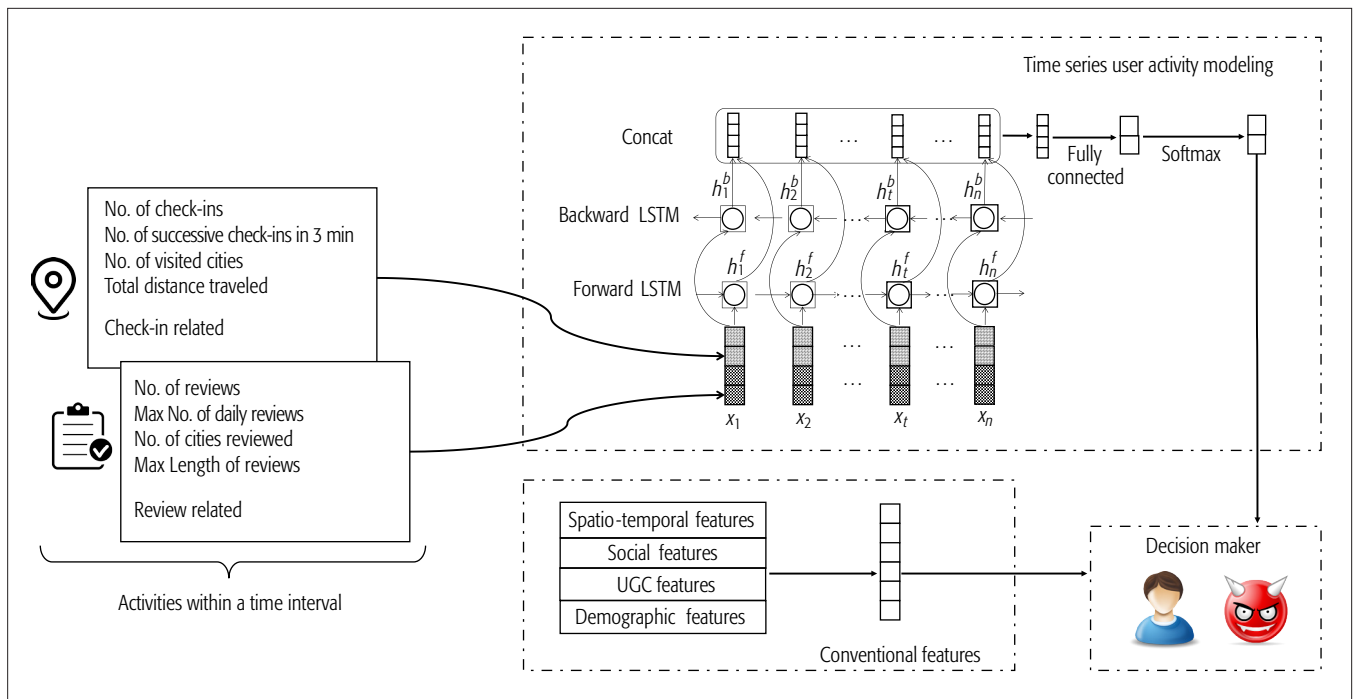 Time series user activity modeling
Concat
... ...
Fully
connected
Softmax
h_1^b h_2^b h_t^b h_n^b
Backward LSTM
... ...
h_1^f h_t^f h_n^f
Forward LSTM
... ...
... ...
... ...
x_1 x_2 x_t x_n
No. of check-ins
No. of successive check-ins in 3 min
No. of visited cities
Total distance traveled
Check-in related
No. of reviews
Max No. of daily reviews
No. of cities reviewed
Max Length of reviews
Review related
Activities within a time interval
Spatio-temporal features
Social features
UGC features
Demographic features
Conventional features
Decision maker